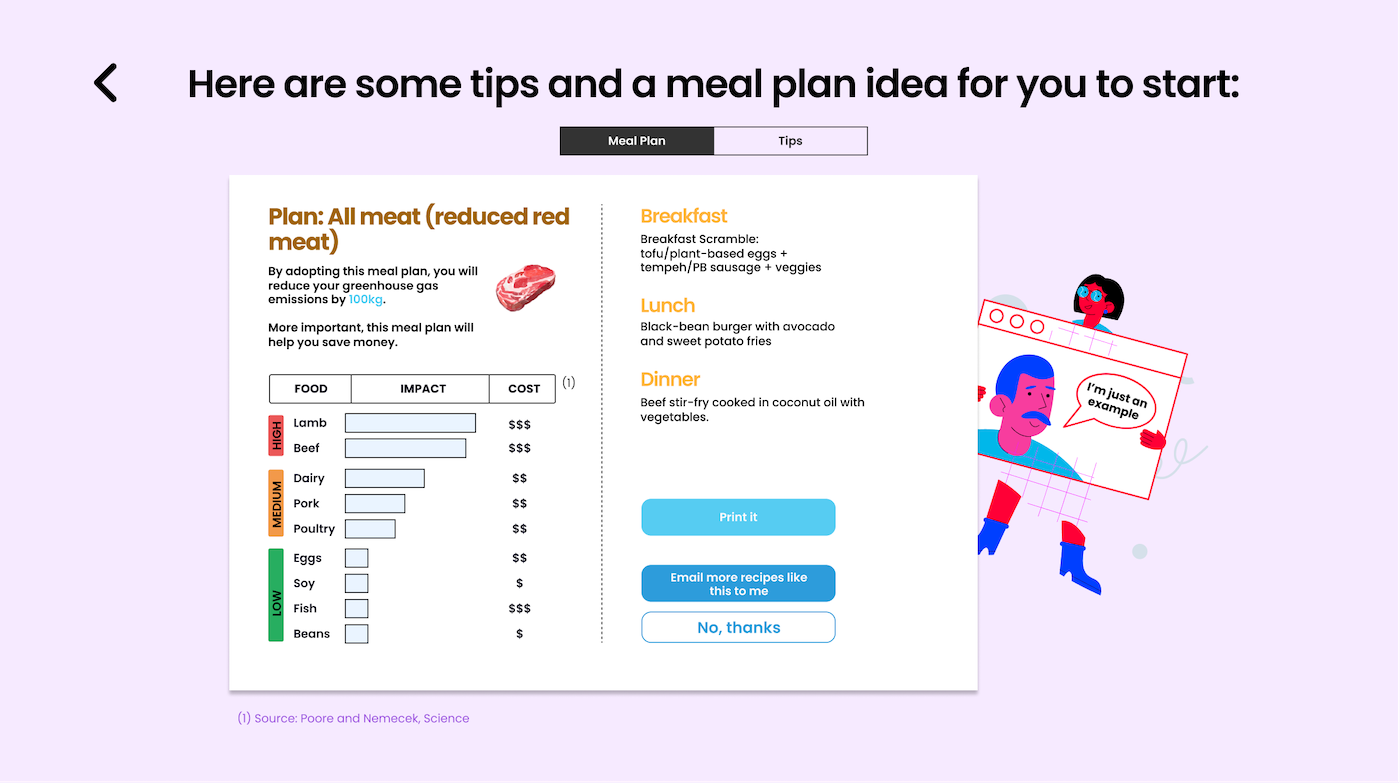 Here are some tips and a meal plan idea for you to start:
Meal Plan
Tips
Plan: All meat (reduced red
meat)
By adopting this meal plan, you will
reduce your greenhouse gas
emissions by 100kg.
More important, this meal plan will
help you save money.
FOOD IMPACT COST (1)
HIGH
Lamb $$$
Beef $$$
MEDIUM
Dairy $$
Pork $$
Poultry $$
LOW
Eggs $$
Soy $
Fish $$$
Beans $
Breakfast
Breakfast Scramble:
tofu/plant-based eggs +
tempeh/PB sausage + veggies
Lunch
Black-bean burger with avocado
and sweet potato fries
Dinner
Beef stir-fry cooked in coconut oil with
vegetables.
Print it
Email more recipes like
this to me
No, thanks
I'm just an
example
(1) Source: Poore and Nemecek, Science